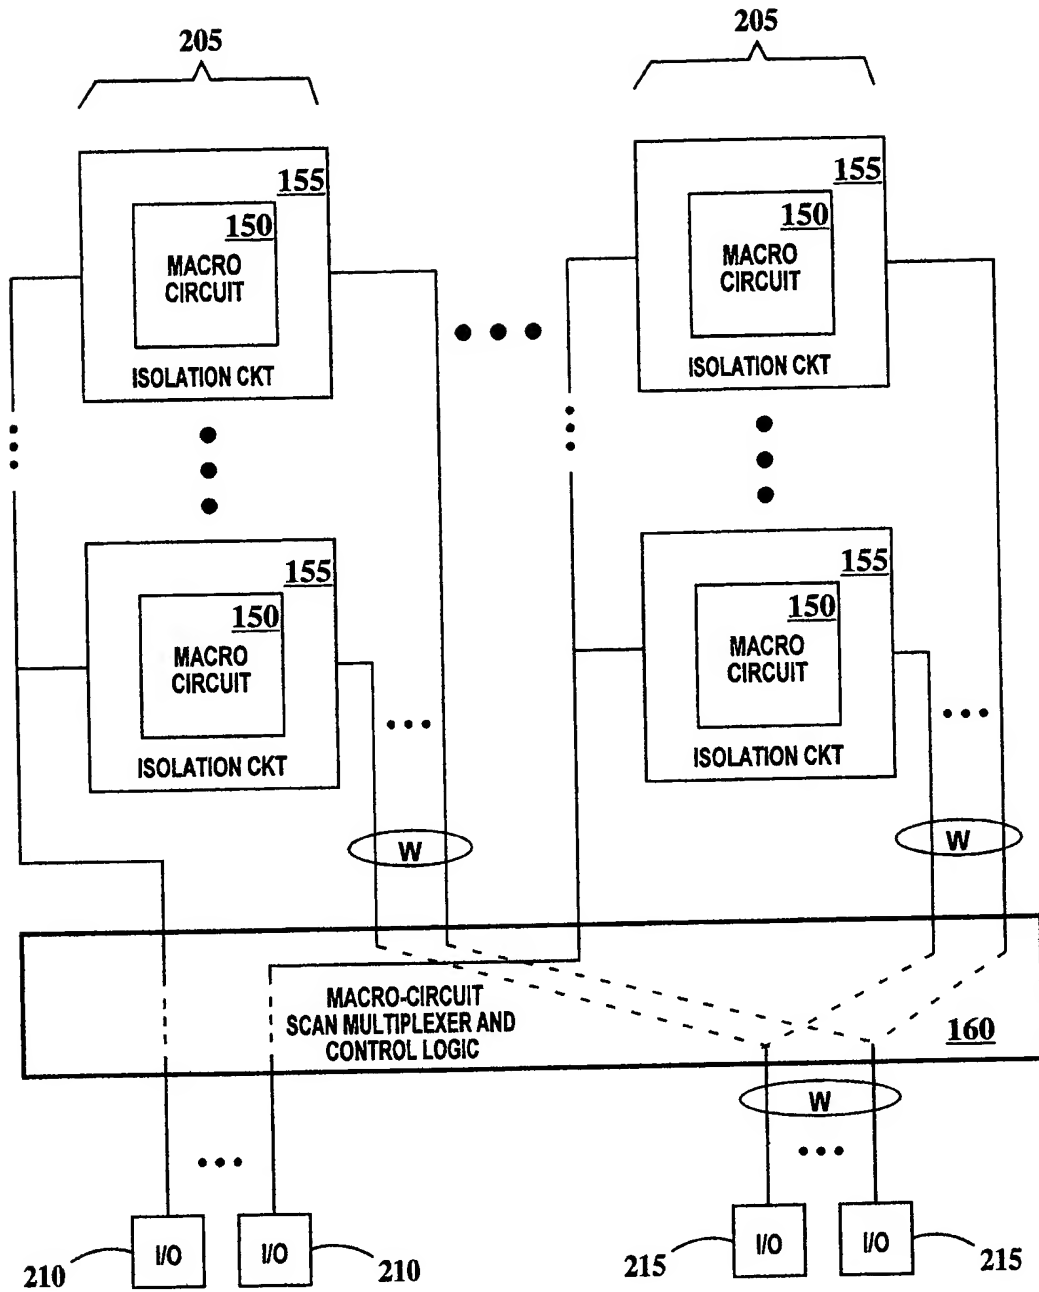 205
205
155
150
MACRO
CIRCUIT
ISOLATION CKT
155
150
MACRO
CIRCUIT
ISOLATION CKT
155
150
MACRO
CIRCUIT
ISOLATION CKT
155
150
MACRO
CIRCUIT
ISOLATION CKT
W
W
MACRO-CIRCUIT
SCAN MULTIPLEXER AND
CONTROL LOGIC
160
W
210
I/O
I/O
210
215
I/O
I/O
215